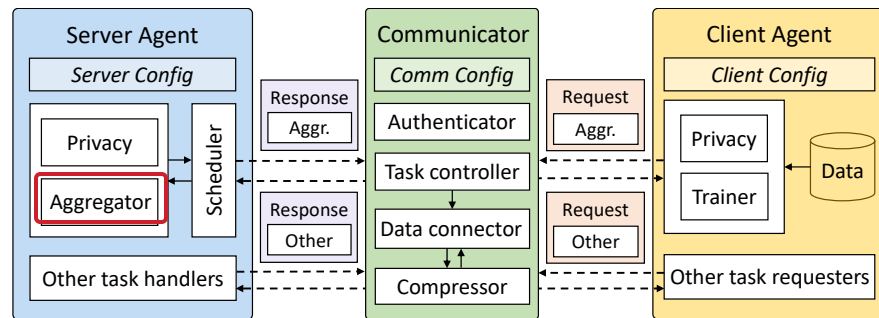 Server Agent
Server Config
Privacy
Aggregator
Scheduler
Other task handlers
Response
Aggr.
Response
Other
Communicator
Comm Config
Authenticator
Task controller
Data connector
Compressor
Request
Aggr.
Request
Other
Client Agent
Client Config
Privacy
Trainer
Data
Other task requesters